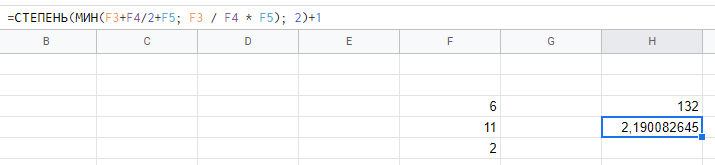 =СТЕПЕНЬ(МИН(F3+F4/2+F5; F3 / F4 * F5); 2)+1
B C D E F G H
6 132
11 2,190082645
2